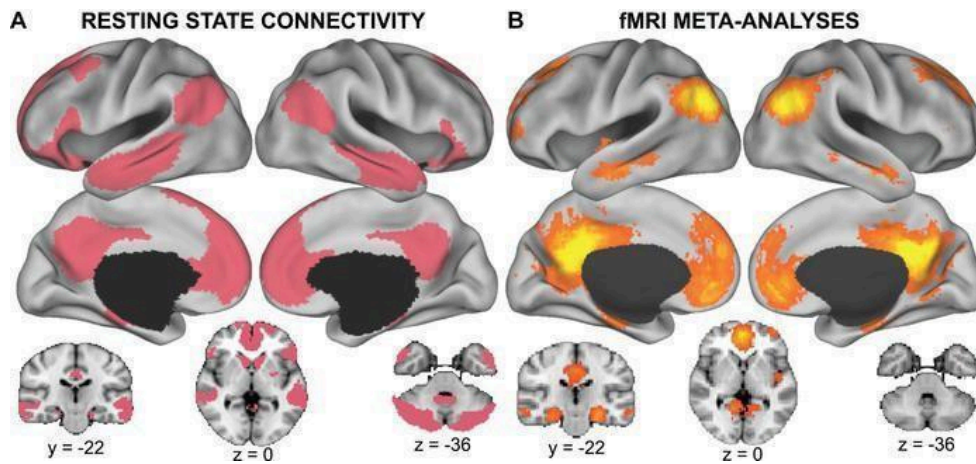 A RESTING STATE CONNECTIVITY
B fMRI META-ANALYSES
y = -22
z = 0
z = -36
y = -22
z = 0
z = -36